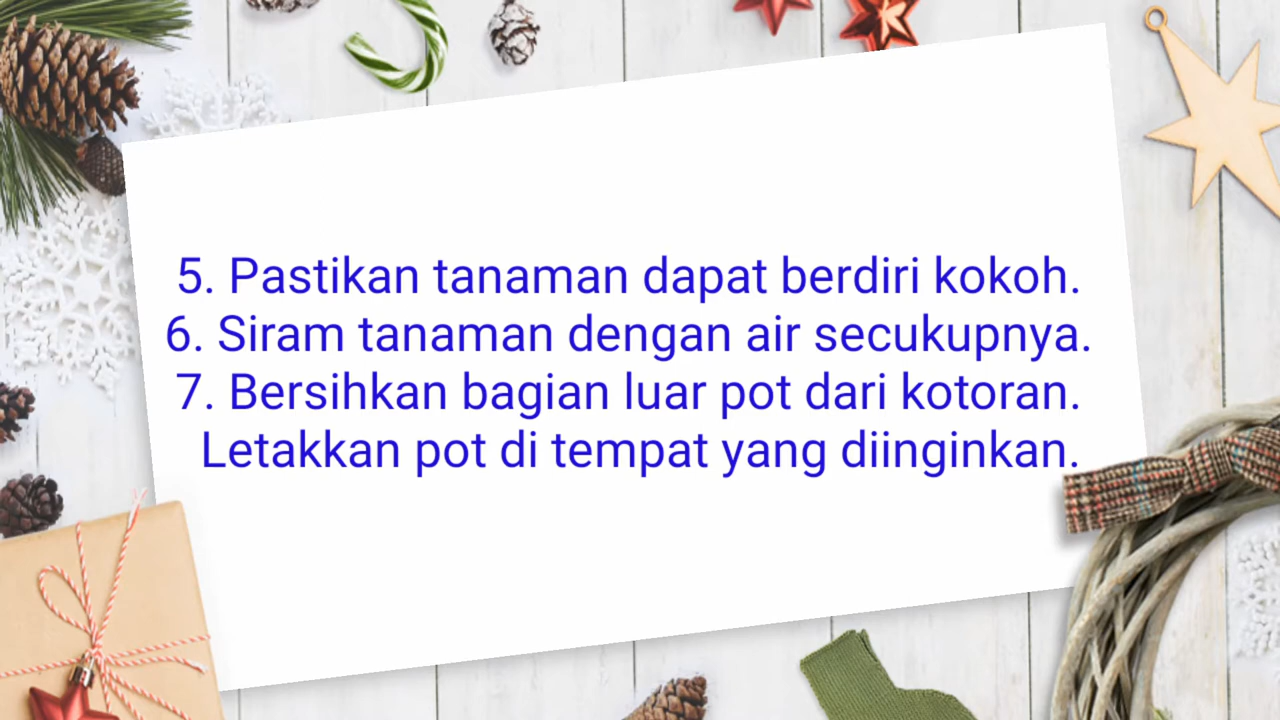 5. Pastikan tanaman dapat berdiri kokoh.
6. Siram tanaman dengan air secukupnya.
7. Bersihkan bagian luar pot dari kotoran.
Letakkan pot di tempat yang diinginkan.